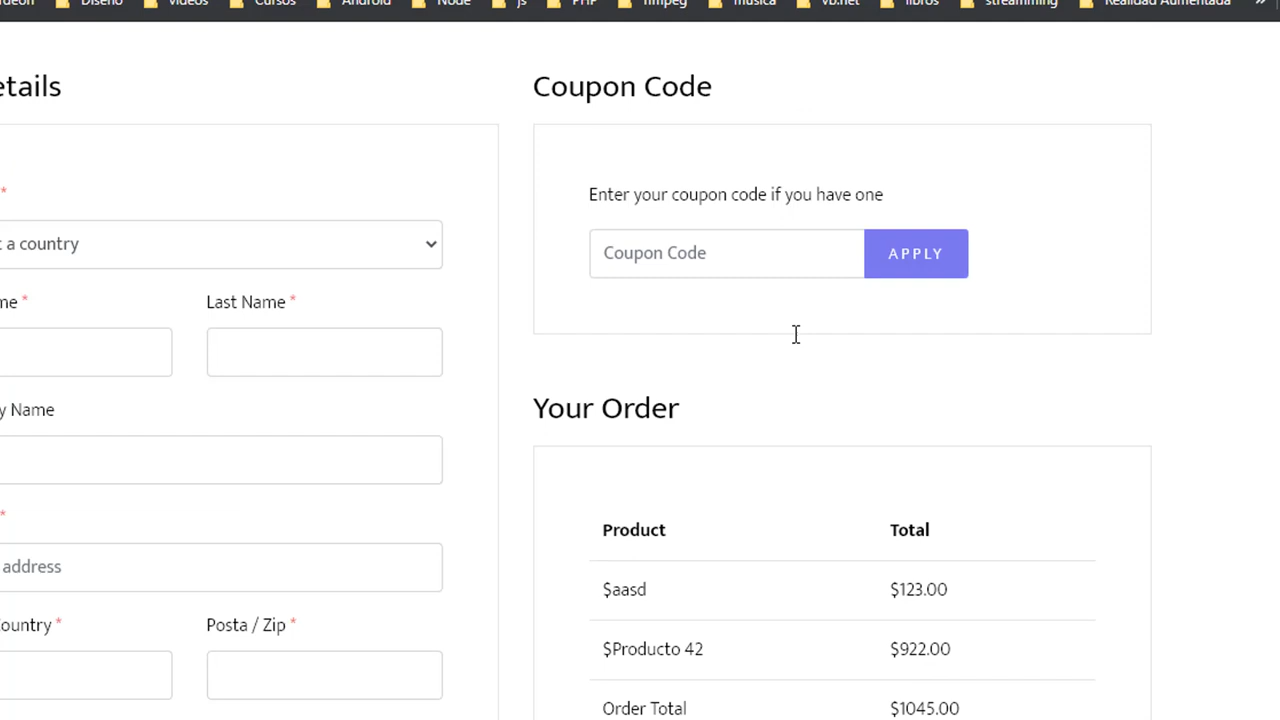 Diseño videos Cursos Android Node js PHP ffmpeg musica vb.net libros streamming Realidad Aumentada »
etails
* 
t a country
me * Last Name *
y Name
*
address
Country * Posta / Zip *
Coupon Code
Enter your coupon code if you have one
Coupon Code APPLY
Your Order
Product Total
$aasd $123.00
$Producto 42 $922.00
Order Total $1045.00